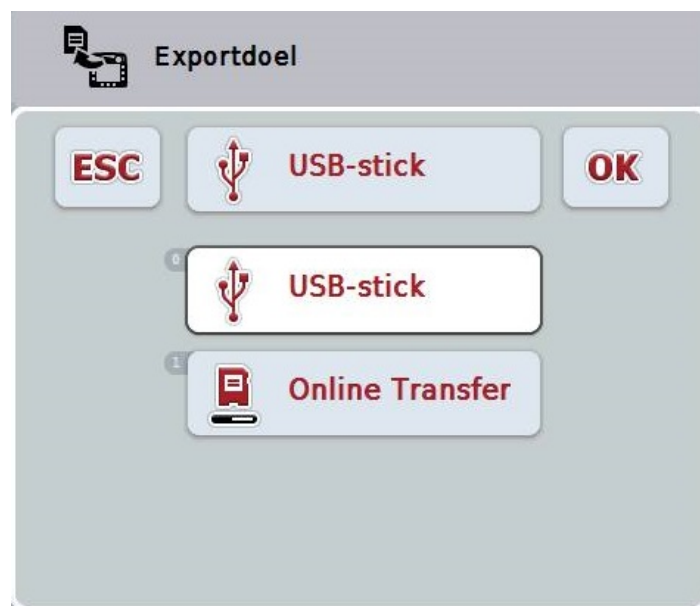 Exportdoel
ESC
USB-stick
OK
0
USB-stick
1
Online Transfer